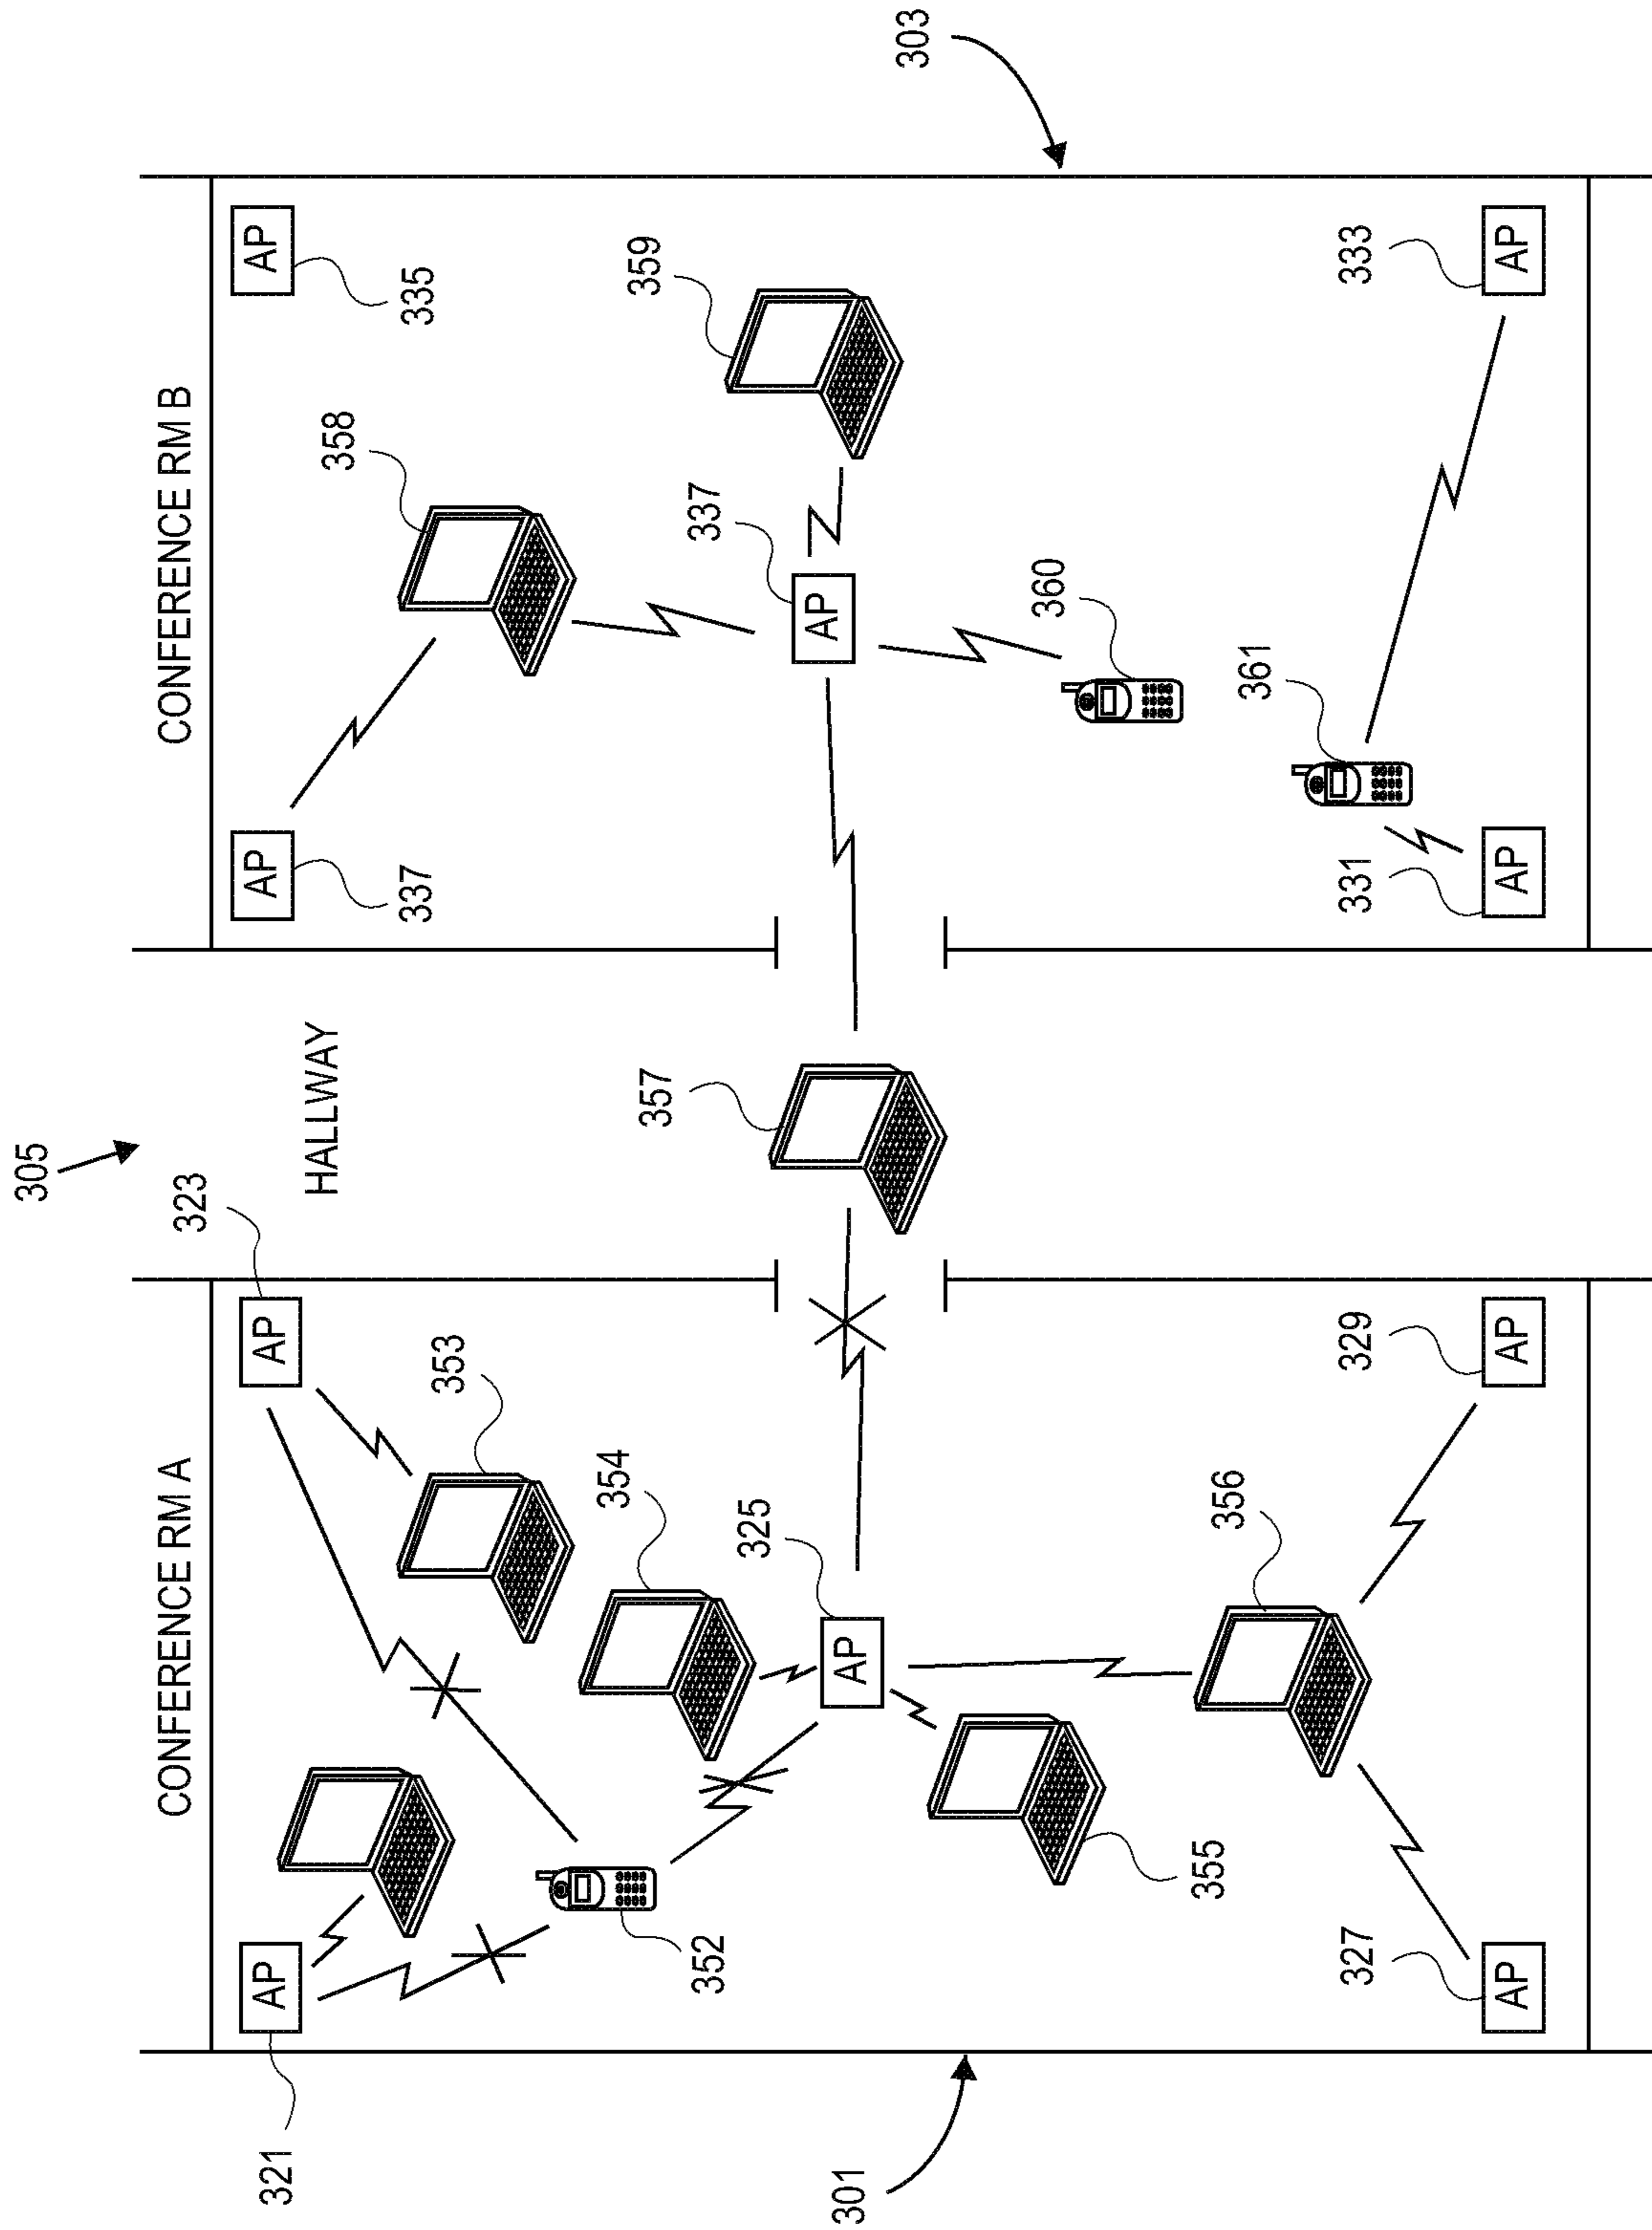 305
CONFERENCE RM A
HALLWAY
CONFERENCE RM B
321
AP
AP
323
353
352
354
325
AP
355
356
327
AP
329
AP
301
357
337
AP
358
AP
335
359
337
AP
360
361
331
AP
333
AP
303